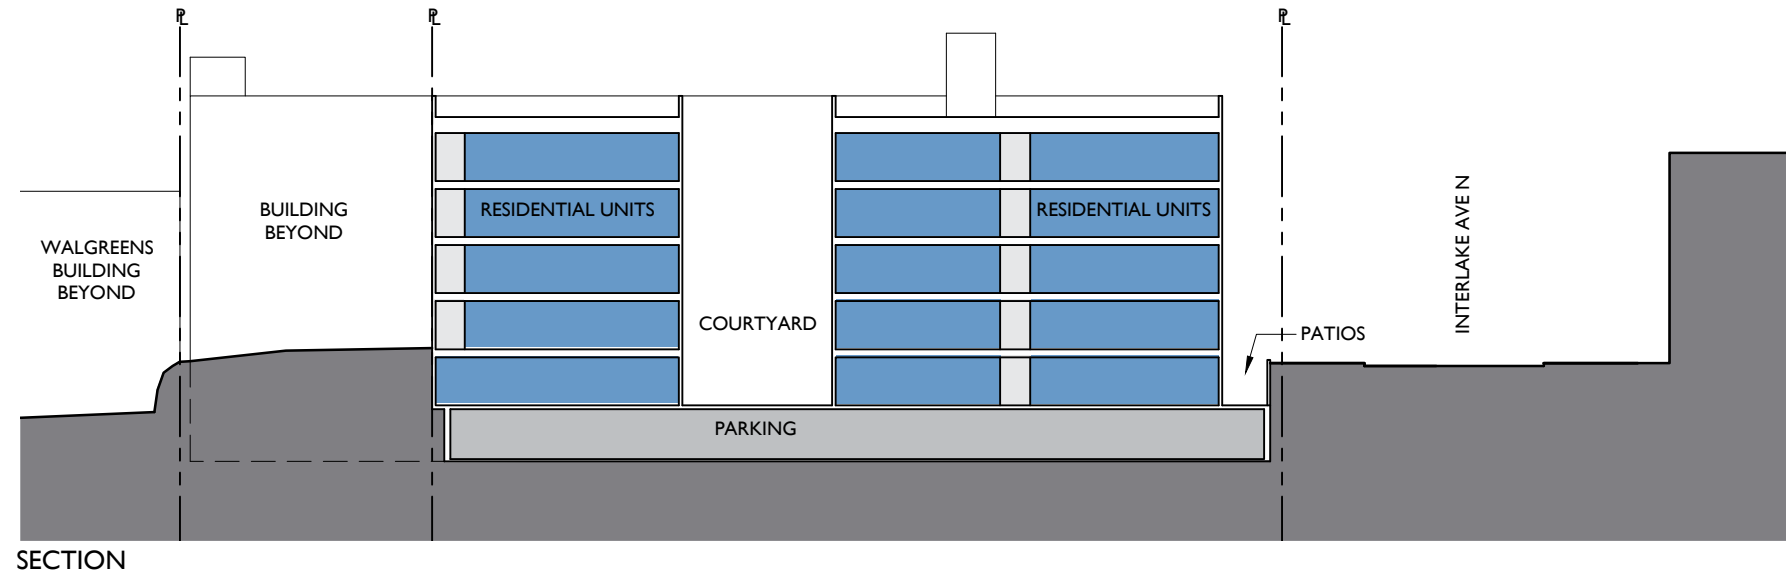 PL
PL
PL
WALGREENS
BUILDING
BEYOND
BUILDING
BEYOND
RESIDENTIAL UNITS
COURTYARD
RESIDENTIAL UNITS
PATIOS
INTERLAKE AVE N
PARKING
SECTION